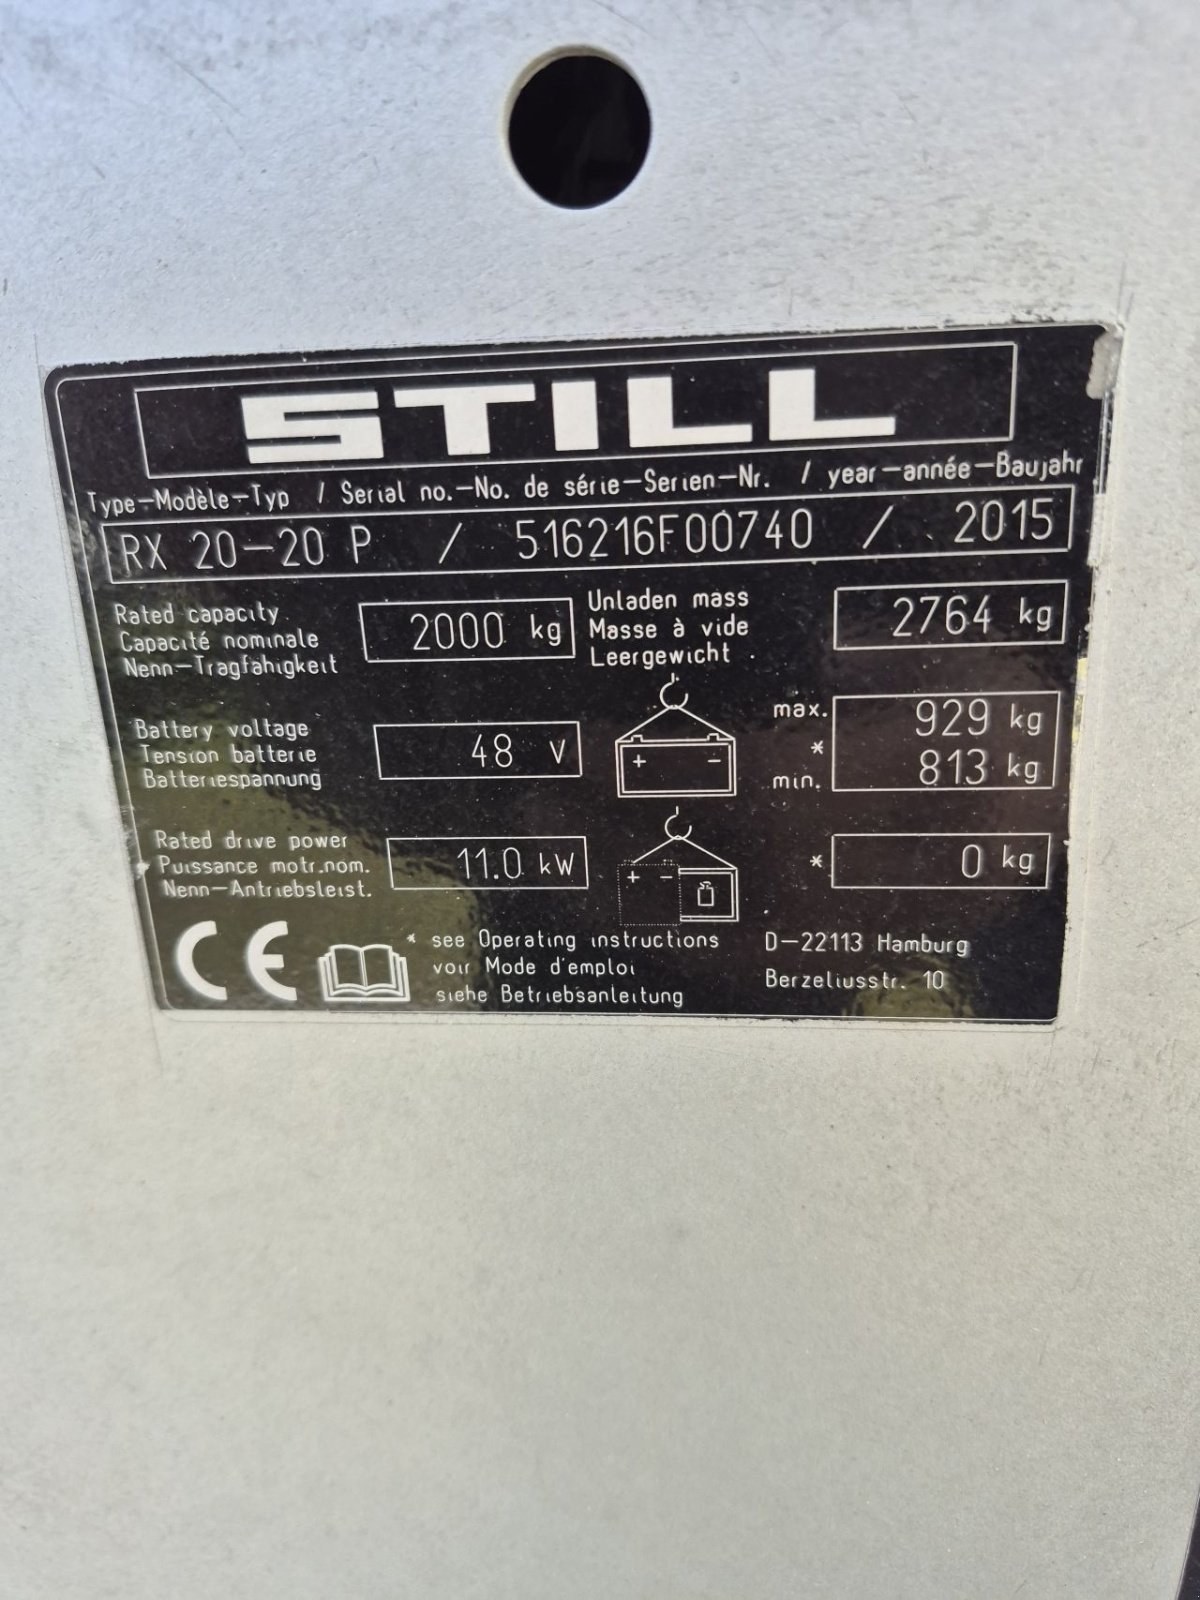 STILL
Type-Modèle-Typ / Serial no.-No. de série-Serien-Nr. / year-année-Baujahr
RX 20-20 P / 516216F00740 / 2015
Rated capacity
Capacité nominale
Nenn-Tragfähigkeit
2000 kg
Unladen mass
Masse à vide
Leergewicht
2764 kg
Battery voltage
Tension batterie
Batteriespannung
48 V
+ -
max. 929 kg
*
min. 813 kg
Rated drive power
Puissance motr.nom.
Nenn-Antriebsleist.
11.0 kW
+ -
* 0 kg
CE
* see Operating instructions
voir Mode d'emploi
siehe Betriebsanleitung
D-22113 Hamburg
Berzeliusstr. 10